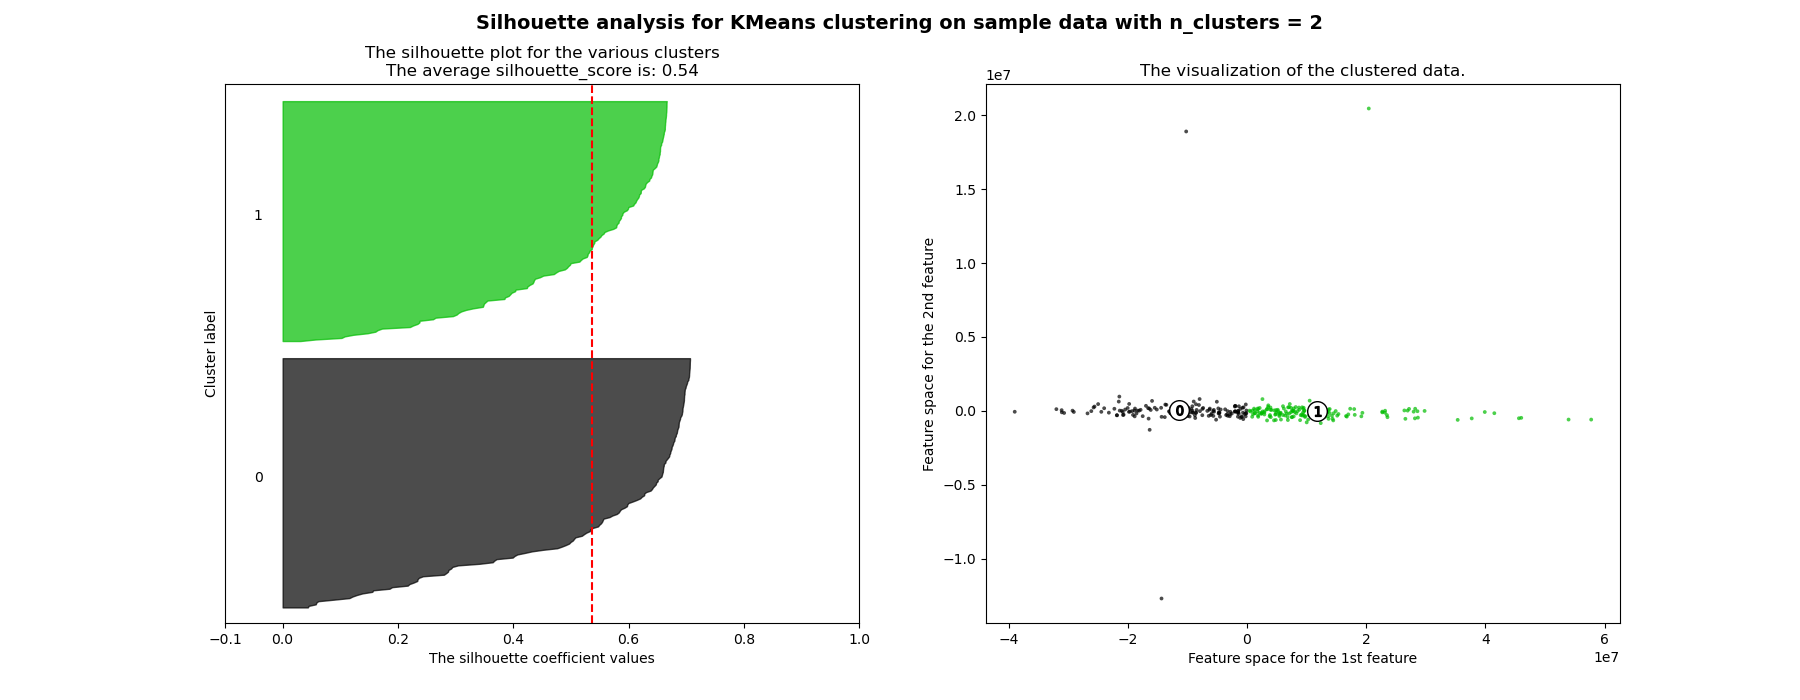 Silhouette analysis for KMeans clustering on sample data with n_clusters = 2
The silhouette plot for the various clusters
The average silhouette_score is: 0.54
1
0
Cluster label
−0.1 0.0 0.2 0.4 0.6 0.8 1.0
The silhouette coefficient values
The visualization of the clustered data.
1e7
2.0
1.5
1.0
0.5
0.0
−0.5
−1.0
Feature space for the 2nd feature
0 1
−4 −2 0 2 4 6
1e7
Feature space for the 1st feature